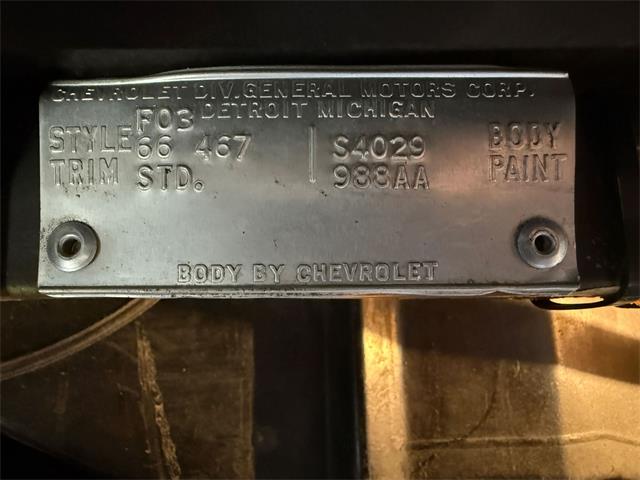 CHEVROLET DIV. GENERAL MOTORS CORP.
DETROIT MICHIGAN
F03
STYLE 66 467 S4029 BODY
TRIM STD. 988AA PAINT
BODY BY CHEVROLET